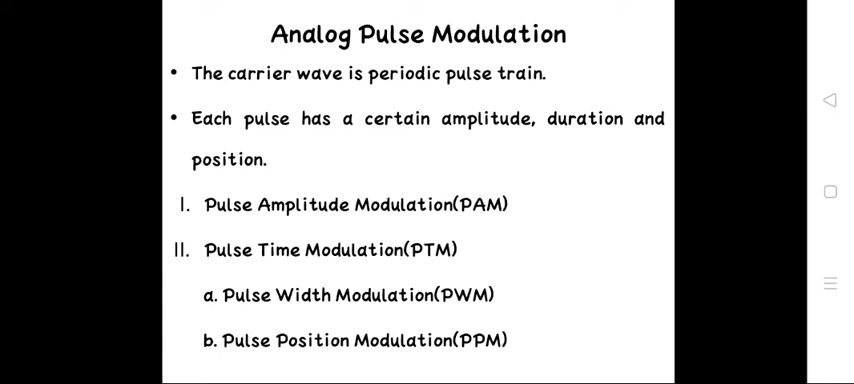 Analog Pulse Modulation
• The carrier wave is periodic pulse train.
• Each pulse has a certain amplitude, duration and
position.
I. Pulse Amplitude Modulation(PAM)
II. Pulse Time Modulation(PTM)
a. Pulse Width Modulation(PWM)
b. Pulse Position Modulation(PPM)